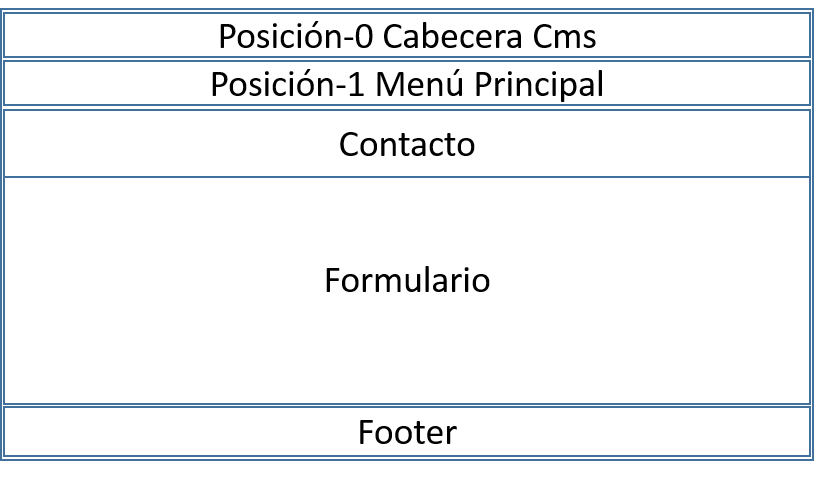 Posición-0 Cabecera Cms
Posición-1 Menú Principal
Contacto
Formulario
Footer